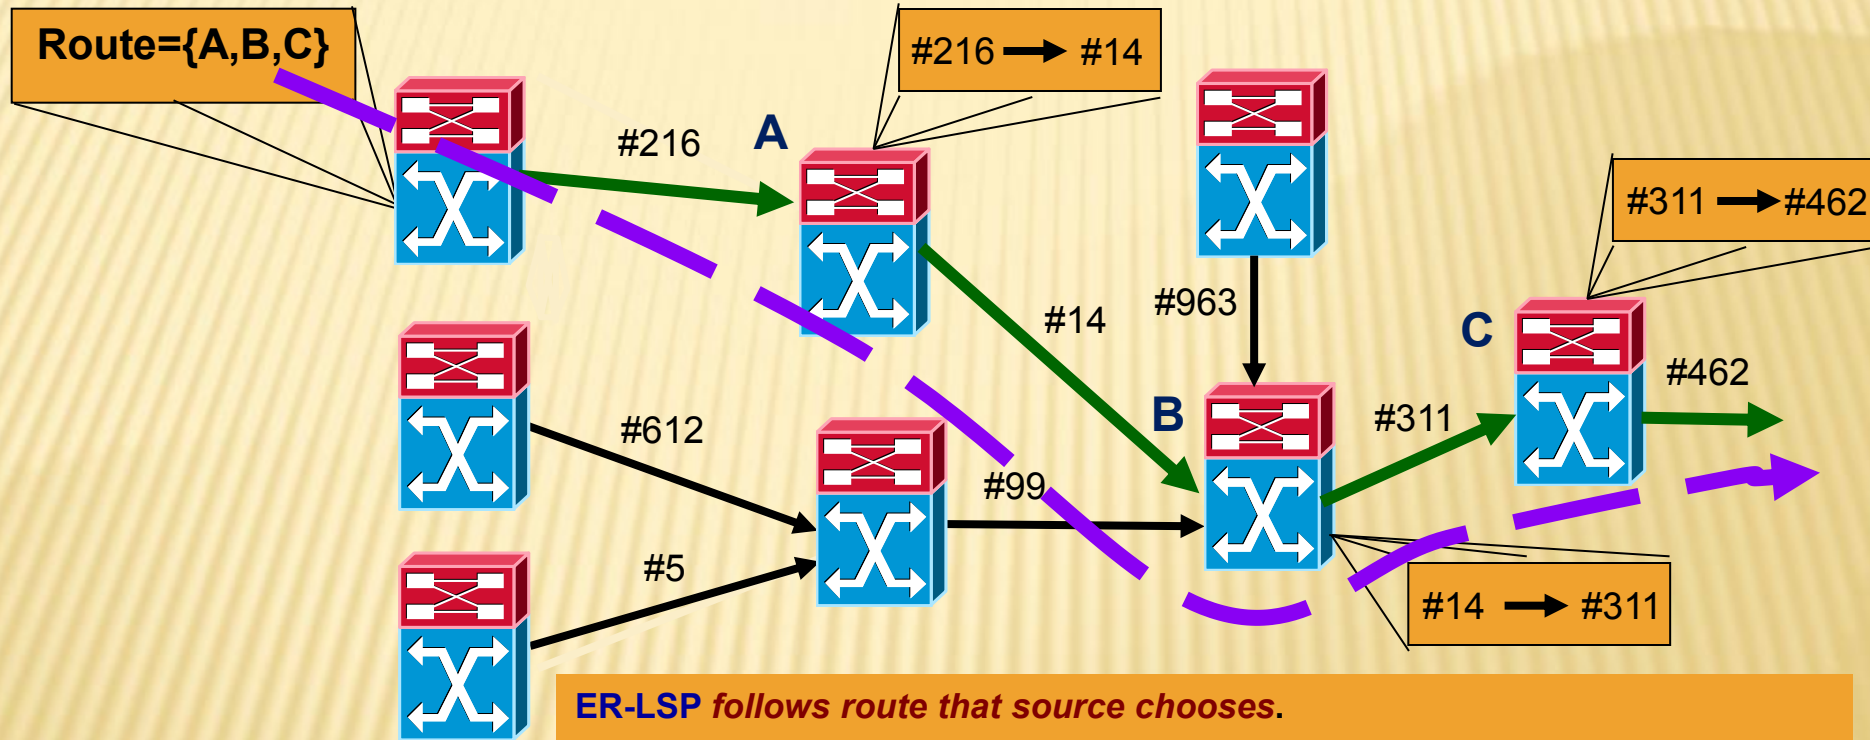 Route={A,B,C}
#216 → #14
#216
A
#311 → #462
#14
#963
C
#462
B
#311
#612
#99
#5
#14 → #311
ER-LSP follows route that source chooses.